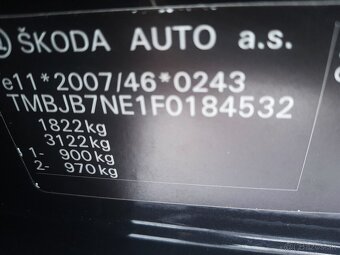 ŠKODA AUTO a.s.
e11*2007/46*0243
TMBJB7NE1F0184532
1822kg
3122kg
1- 900kg
2- 970kg